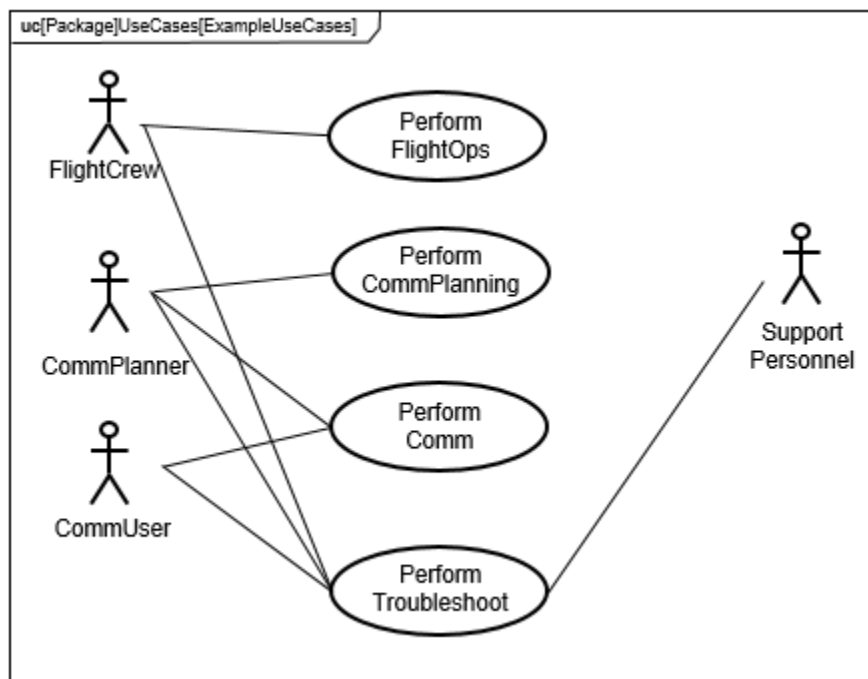 uc[Package]UseCases[ExampleUseCases]
FlightCrew
Perform
FlightOps
CommPlanner
Perform
CommPlanning
Support
Personnel
CommUser
Perform
Comm
Perform
Troubleshoot